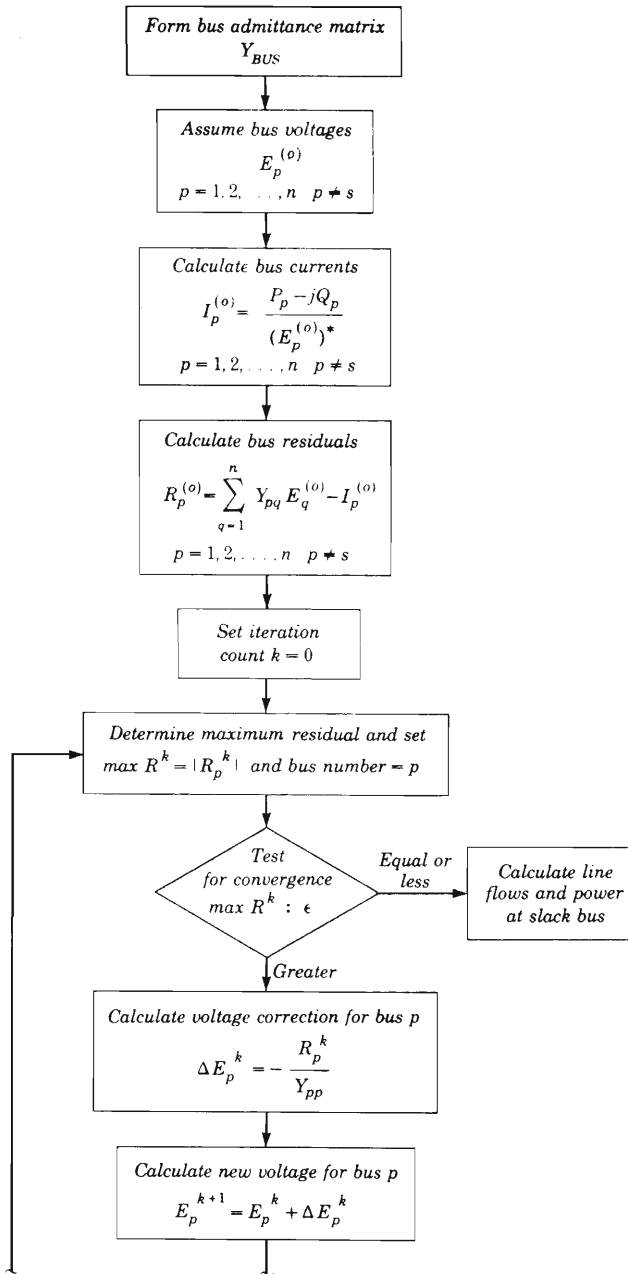 Form bus admittance matrix
Y_BUS
Assume bus voltages
E_p^(o)
p = 1, 2, . . . , n   p ≠ s
Calculate bus currents
I_p^(o) = (P_p − jQ_p) / (E_p^(o))*
p = 1, 2, . . . , n   p ≠ s
Calculate bus residuals
R_p^(o) = ∑_{q=1}^{n} Y_pq E_q^(o) − I_p^(o)
p = 1, 2, . . . . n   p ≠ s
Set iteration
count k = 0
Determine maximum residual and set
max R^k = |R_p^k| and bus number = p
Test
for convergence
max R^k : ϵ
Equal or
less
Calculate line
flows and power
at slack bus
Greater
Calculate voltage correction for bus p
ΔE_p^k = − R_p^k / Y_pp
Calculate new voltage for bus p
E_p^{k+1} = E_p^k + ΔE_p^k